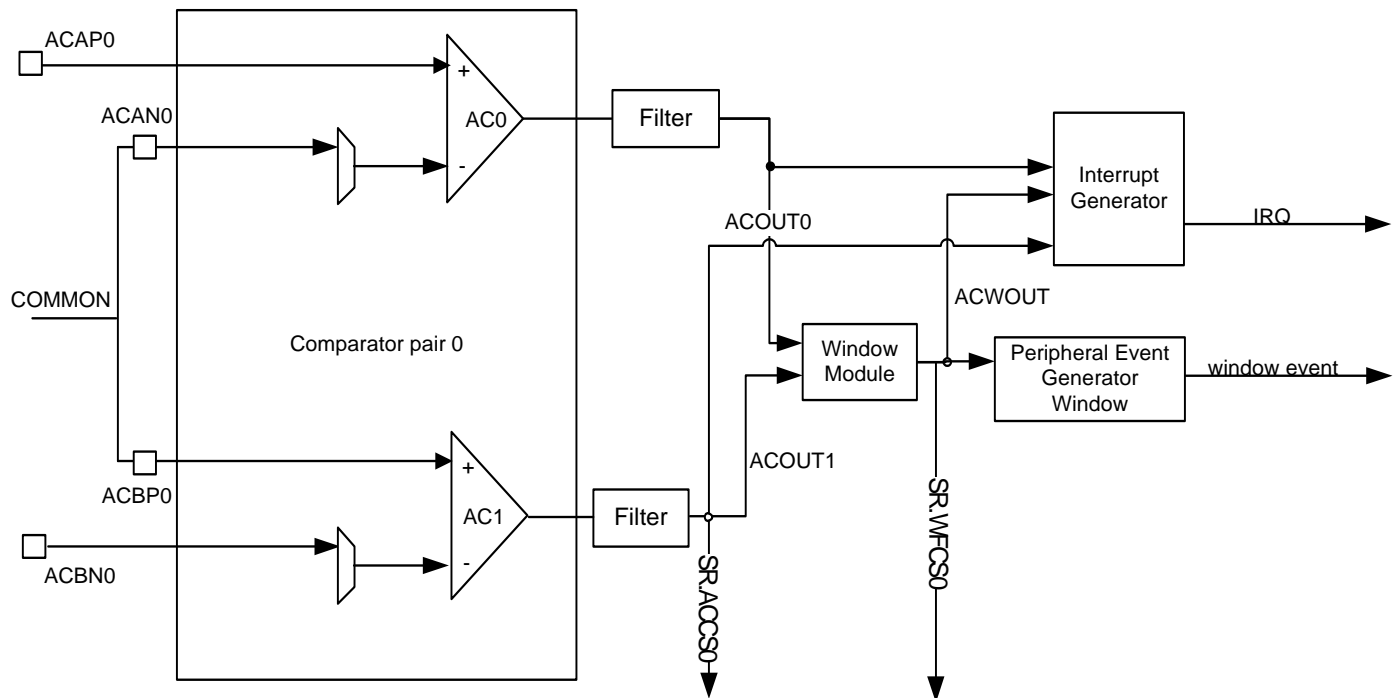 ACAP0
+
ACAN0
AC0
-
Filter
Interrupt
Generator
IRQ
ACOUT0
COMMON
ACWOUT
Comparator pair 0
Window
Module
Peripheral Event
Generator
Window
window event
ACBP0
+
AC1
-
Filter
ACOUT1
ACBN0
SR.ACCS0
SR.WFCS0